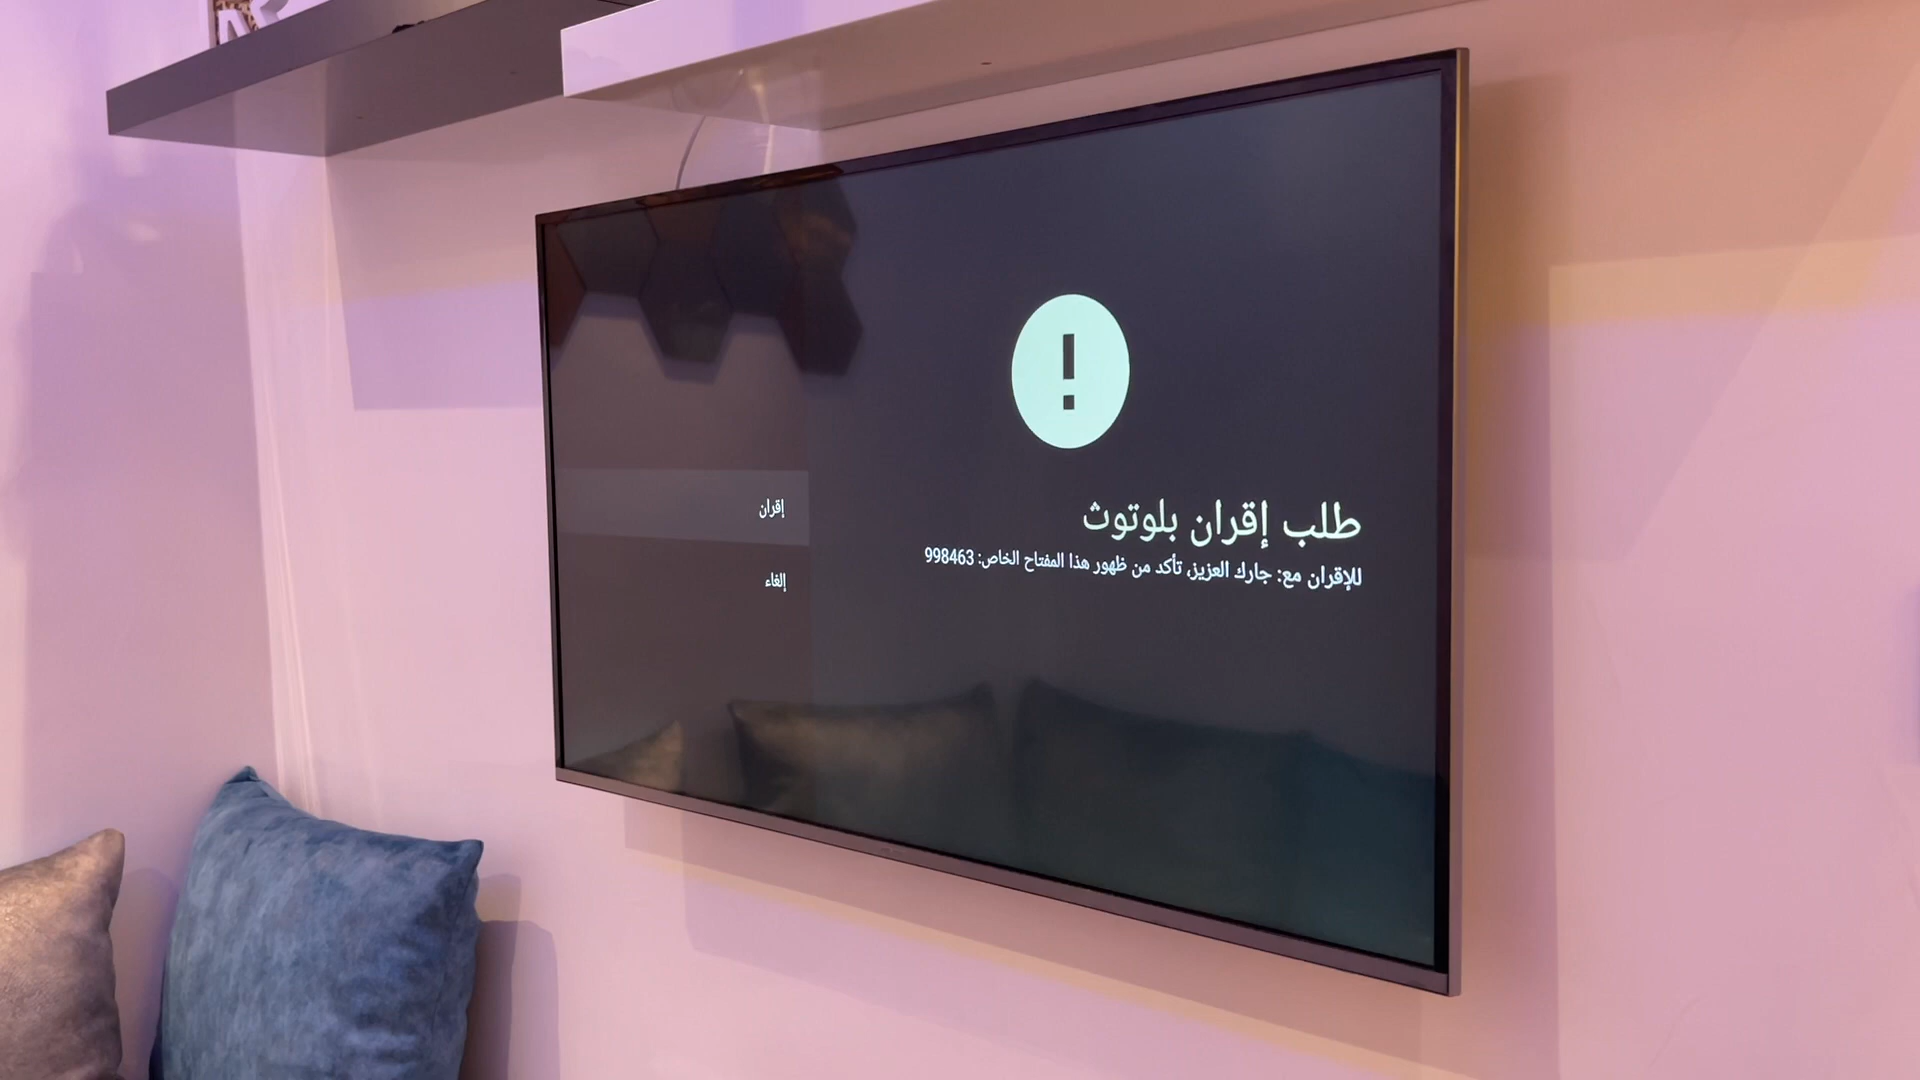 طلب إقران بلوتوث
للإقران مع: جارك العزيز، تأكد من ظهور هذا المفتاح الخاص: 998463
إقران
إلغاء